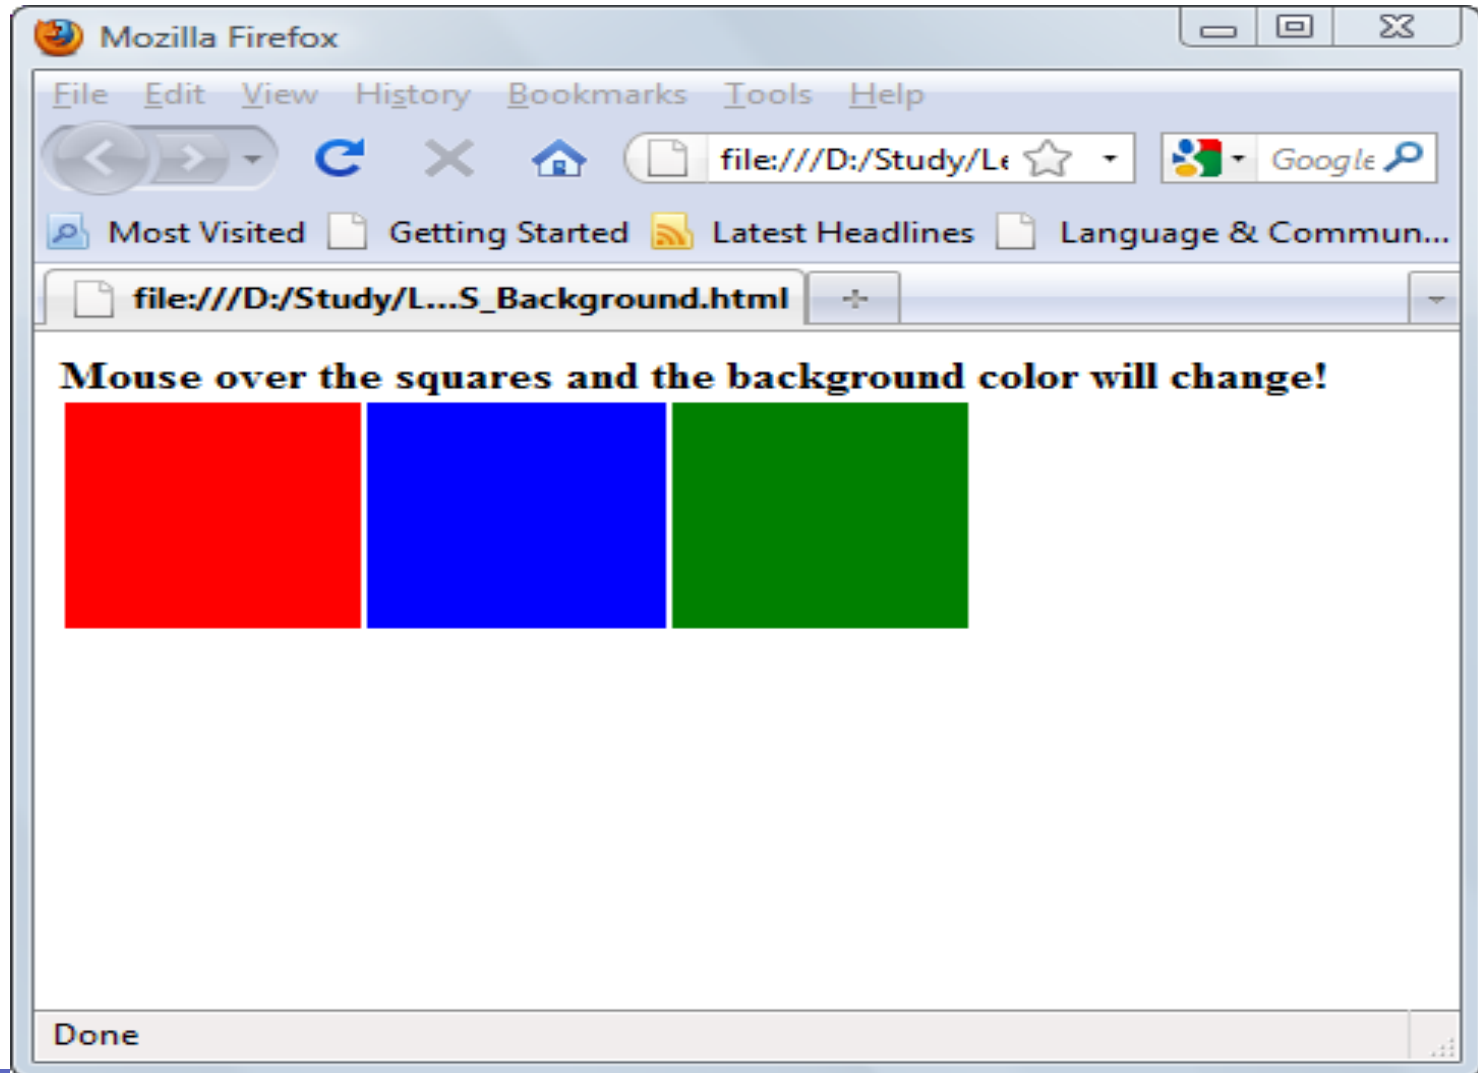 Mozilla Firefox
File Edit View History Bookmarks Tools Help
file:///D:/Study/Le Google
Most Visited Getting Started Latest Headlines Language & Commun...
file:///D:/Study/L...S_Background.html
Mouse over the squares and the background color will change!
Done